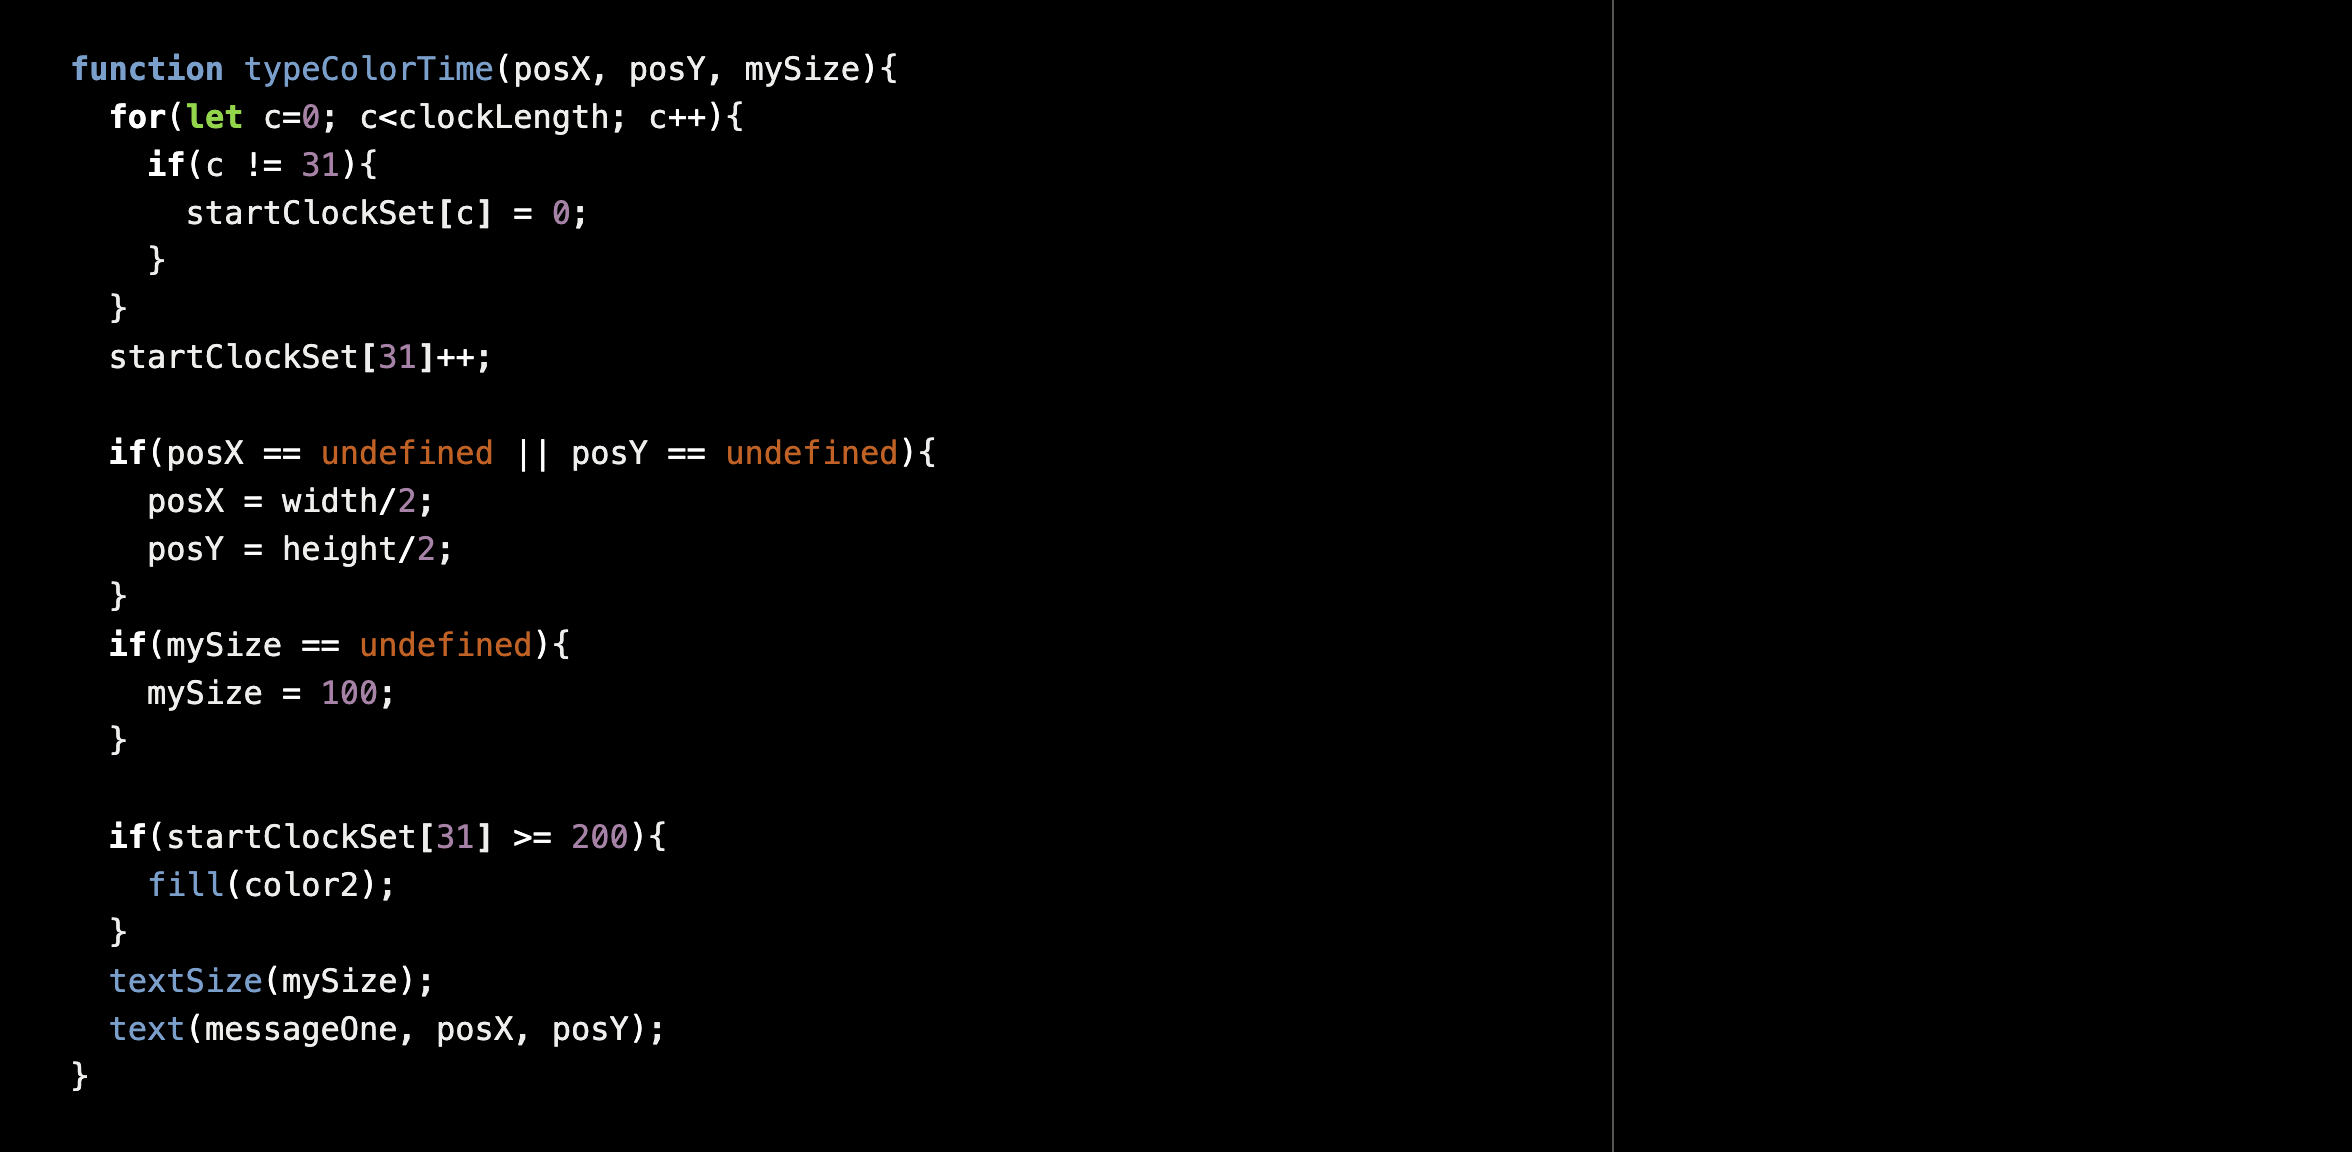 function typeColorTime(posX, posY, mySize){
  for(let c=0; c<clockLength; c++){
    if(c != 31){
      startClockSet[c] = 0;
    }
  }
  startClockSet[31]++;

  if(posX == undefined || posY == undefined){
    posX = width/2;
    posY = height/2;
  }
  if(mySize == undefined){
    mySize = 100;
  }

  if(startClockSet[31] >= 200){
    fill(color2);
  }
  textSize(mySize);
  text(messageOne, posX, posY);
}